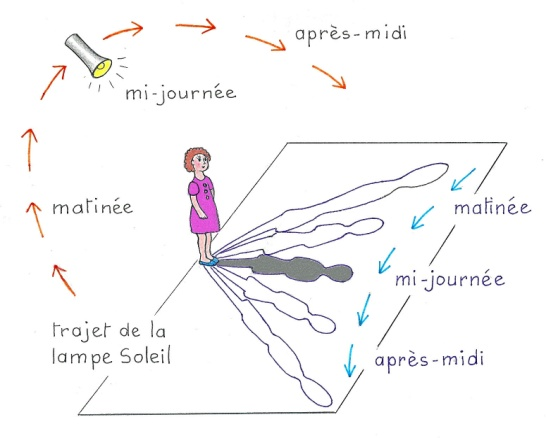 après-midi
mi-journée
matinée
matinée
mi-journée
trajet de la
lampe Soleil
après-midi